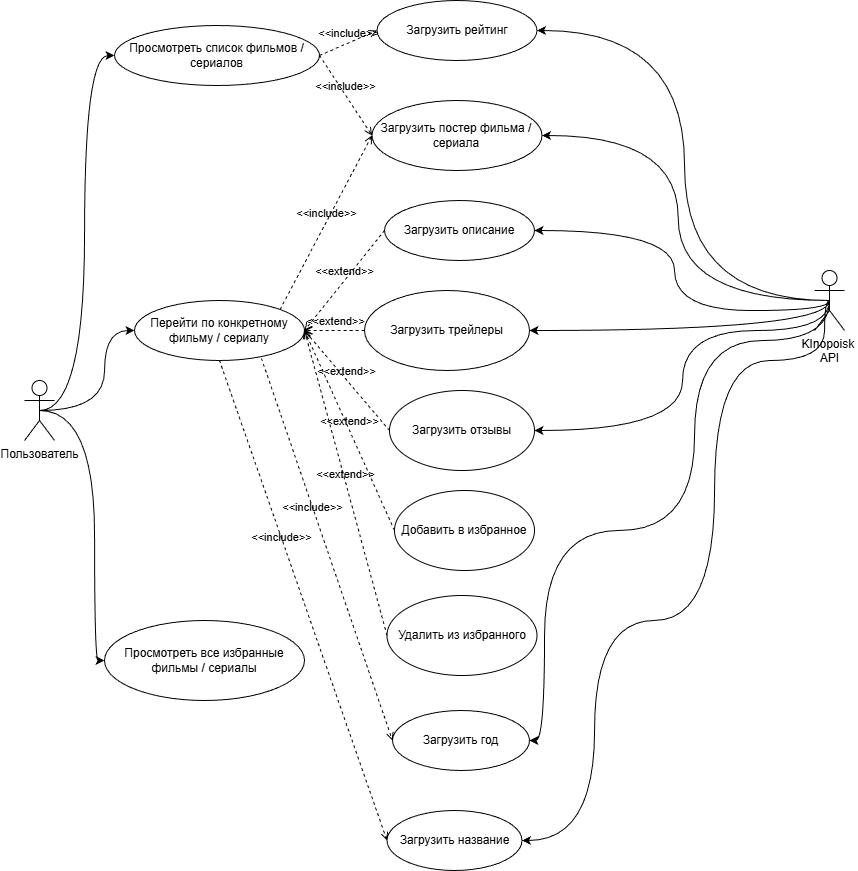 <<include>>
Загрузить рейтинг
Просмотреть список фильмов /
сериалов
<<include>>
Загрузить постер фильма /
сериала
<<include>>
Загрузить описание
<<extend>>
Перейти по конкретному
фильму / сериалу
<<extend>>
Загрузить трейлеры
KInopoisk
API
<<extend>>
Пользователь
<<extend>>
Загрузить отзывы
<<extend>>
<<include>>
Добавить в избранное
<<include>>
Удалить из избранного
Просмотреть все избранные
фильмы / сериалы
Загрузить год
Загрузить название